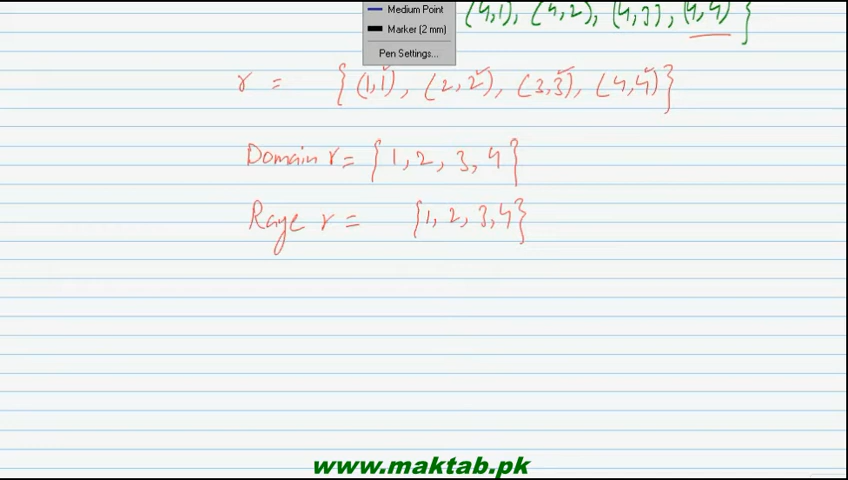 Medium Point
(4,1), (4,2), (4,3), (4,4)}
Marker (2 mm)
Pen Settings...
r = {(1,1), (2,2), (3,3), (4,4)}
Domain r = {1,2,3,4}
Range r = {1,2,3,4}
www.maktab.pk